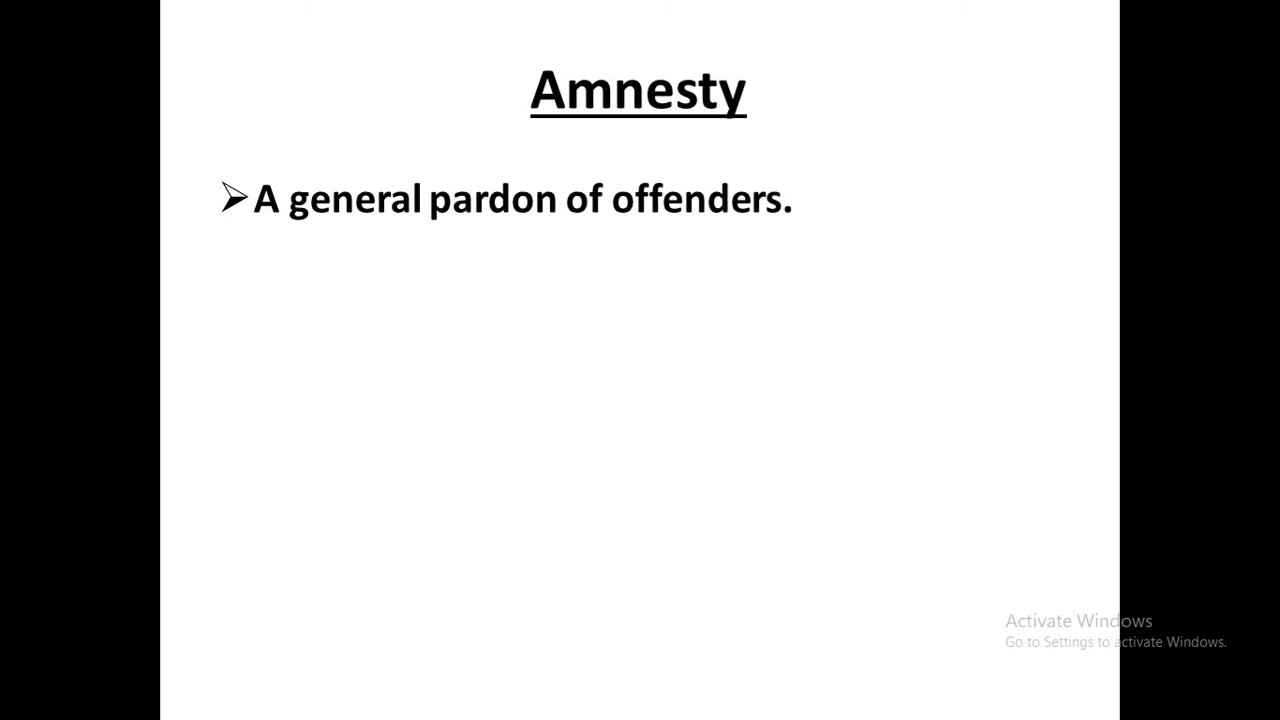 Amnesty
➢A general pardon of offenders.
Activate Windows
Go to Settings to activate Windows.